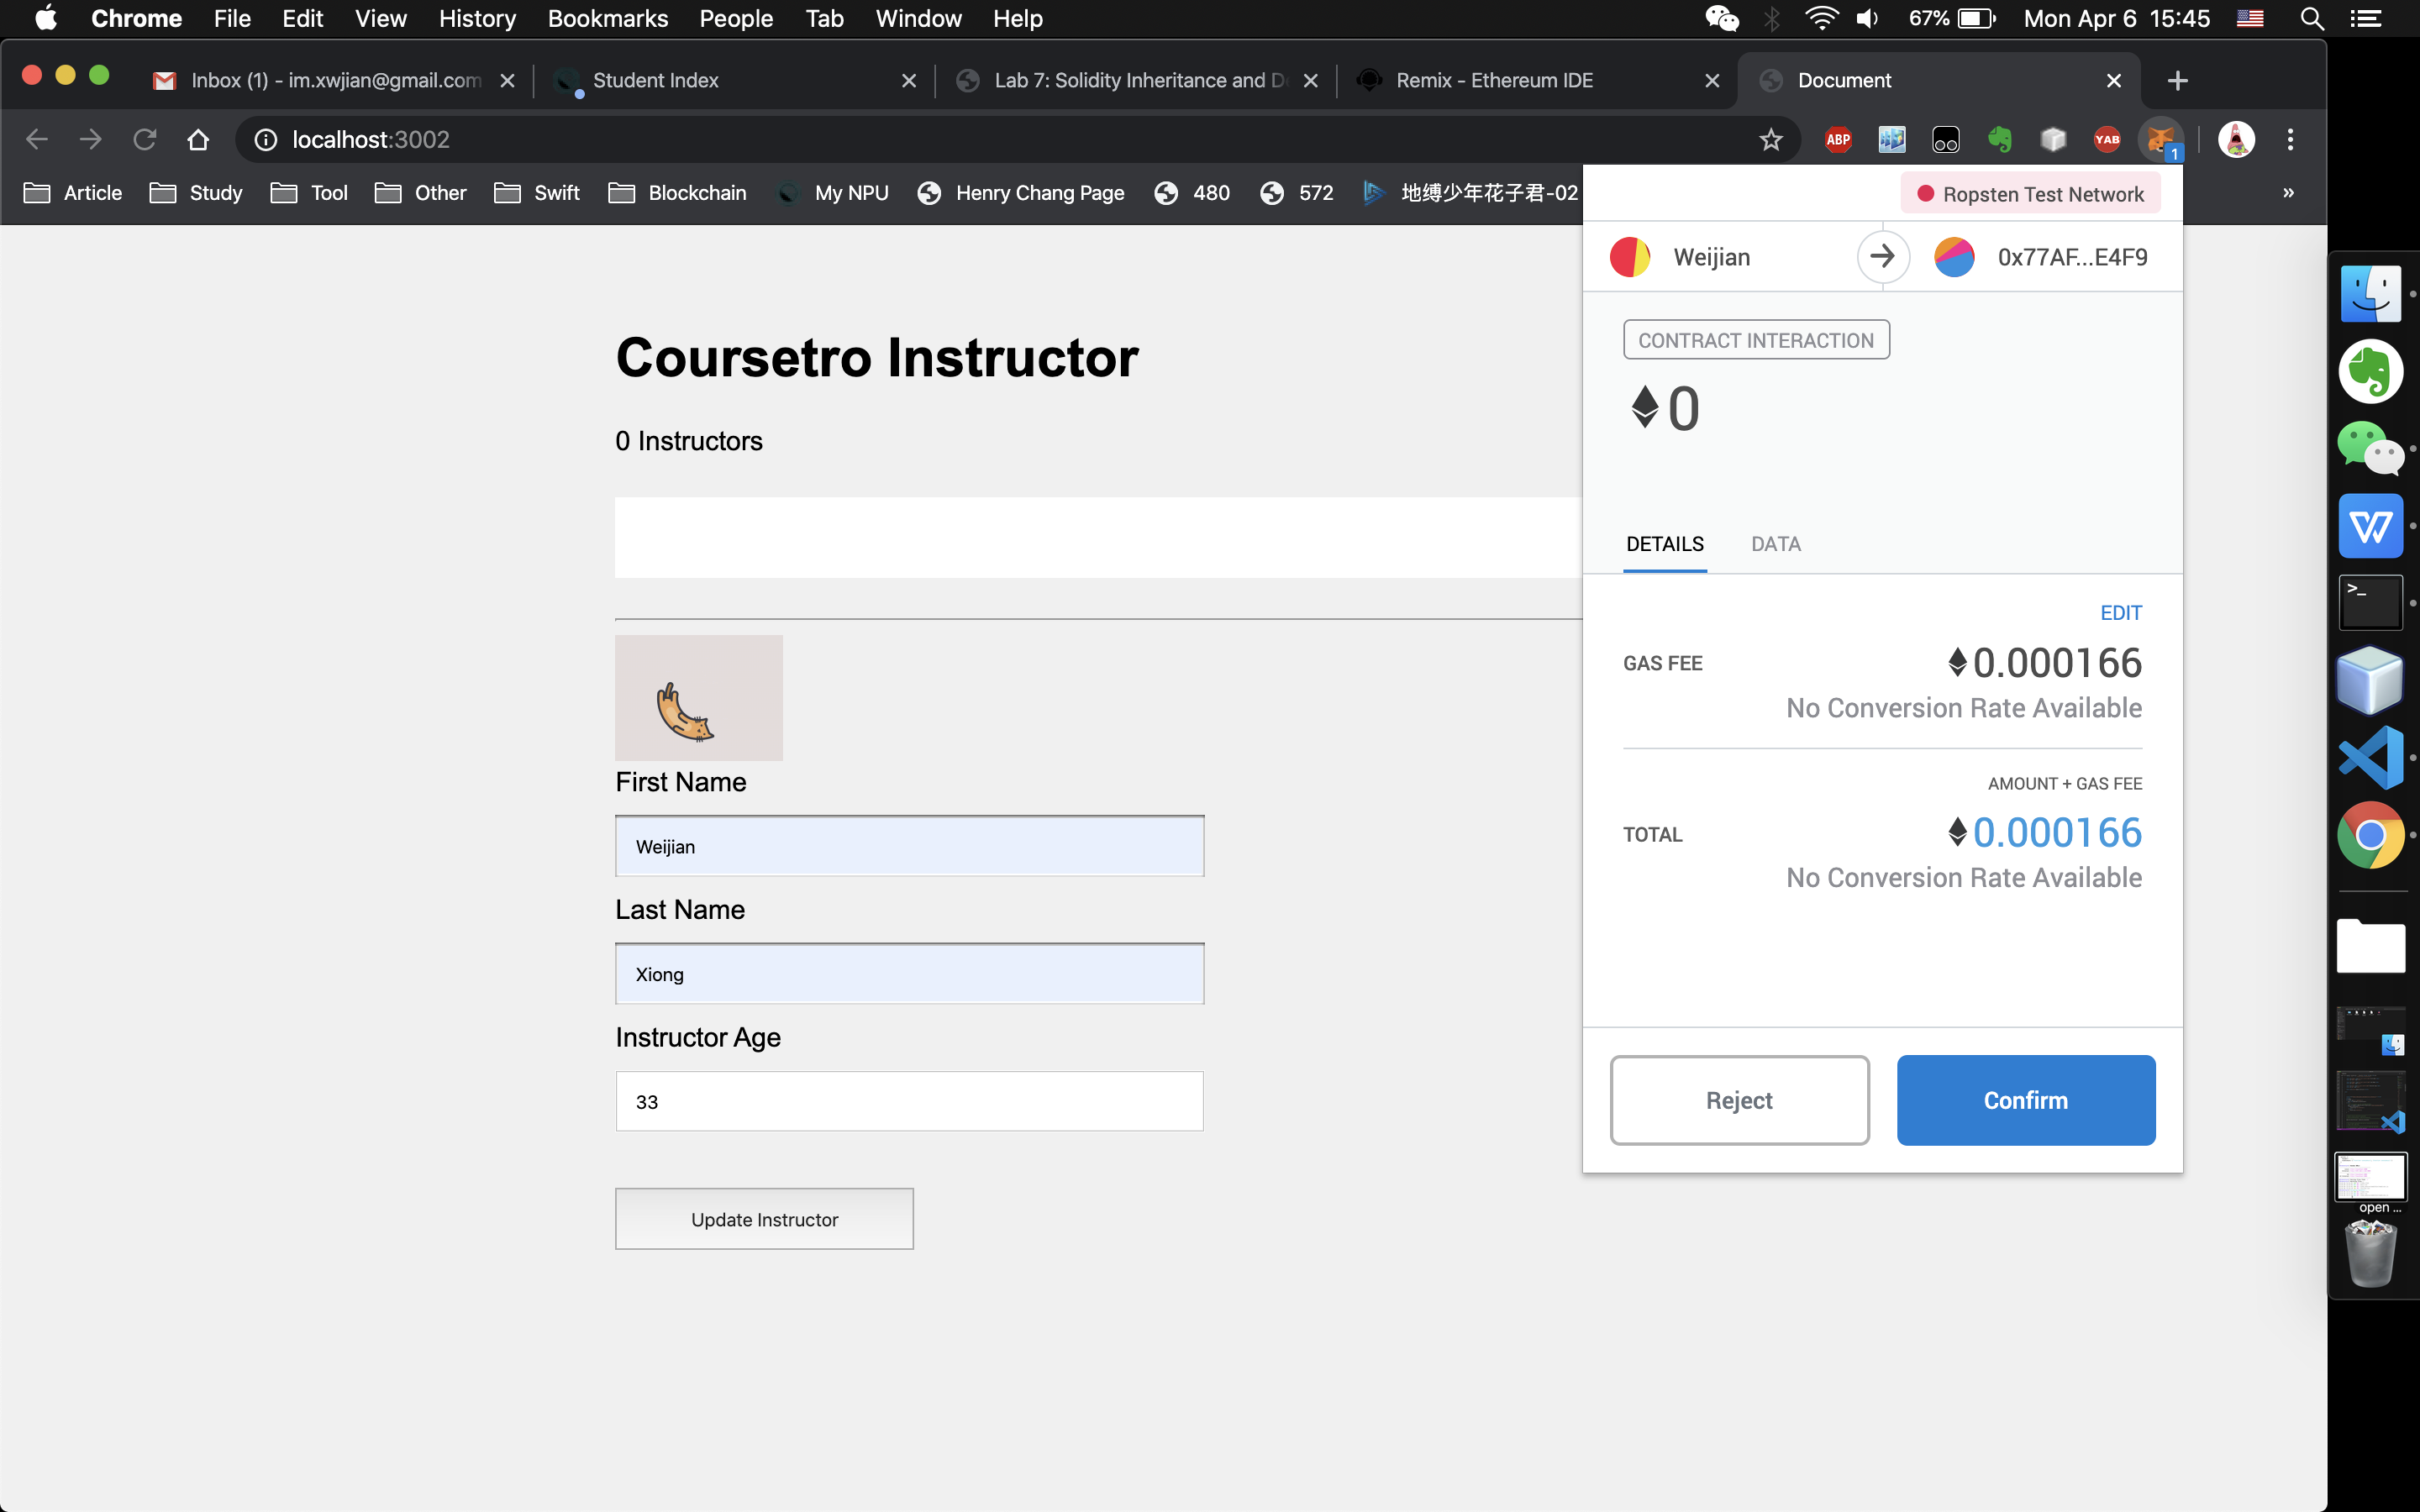 Chrome File Edit View History Bookmarks People Tab Window Help 67% Mon Apr 6 15:45
Inbox (1) - im.xwjian@gmail.com Student Index Lab 7: Solidity Inheritance and Remix - Ethereum IDE Document
localhost:3002 ABP YAB 1
Article Study Tool Other Swift Blockchain My NPU Henry Chang Page 480 572 地缚少年花子君-02 »
Ropsten Test Network
Weijian 0x77AF...E4F9
Coursetro Instructor
0 Instructors
CONTRACT INTERACTION
0
DETAILS DATA
EDIT
GAS FEE 0.000166
No Conversion Rate Available
AMOUNT + GAS FEE
TOTAL 0.000166
No Conversion Rate Available
Reject Confirm
First Name
Weijian
Last Name
Xiong
Instructor Age
33
Update Instructor
open ...